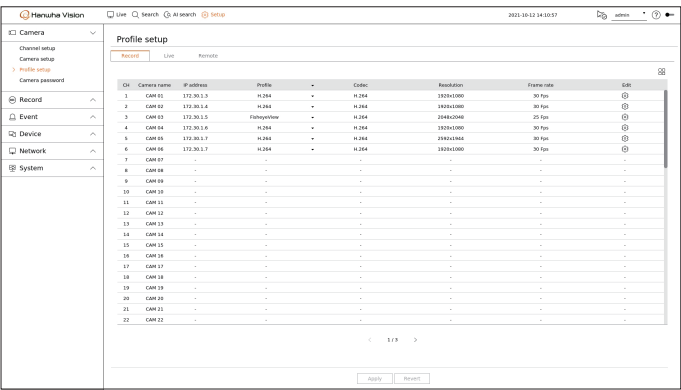 Hanwha Vision
Live Search AI search Setup 2021-10-12 14:10:57 admin
Camera
Channel setup
Camera setup
Profile setup
Camera password
Record
Event
Device
Network
System
Profile setup
Record Live Remote
CH Camera name IP address Profile Codec Resolution Frame rate Edit
1 CAM 01 172.30.1.3 H.264 H.264 1920x1080 30 Fps
2 CAM 02 172.30.1.4 H.264 H.264 1920x1080 30 Fps
3 CAM 03 172.30.1.5 FisheyeView H.264 2048x2048 25 Fps
4 CAM 04 172.30.1.6 H.264 H.264 1920x1080 30 Fps
5 CAM 05 172.30.1.7 H.264 H.264 2592x1944 30 Fps
6 CAM 06 172.30.1.7 H.264 H.264 1920x1080 30 Fps
7 CAM 07 - - - - - -
8 CAM 08 - - - - - -
9 CAM 09 - - - - - -
10 CAM 10 - - - - - -
11 CAM 11 - - - - - -
12 CAM 12 - - - - - -
13 CAM 13 - - - - - -
14 CAM 14 - - - - - -
15 CAM 15 - - - - - -
16 CAM 16 - - - - - -
17 CAM 17 - - - - - -
18 CAM 18 - - - - - -
19 CAM 19 - - - - - -
20 CAM 20 - - - - - -
21 CAM 21 - - - - - -
22 CAM 22 - - - - - -
< 1 / 3 >
Apply Revert